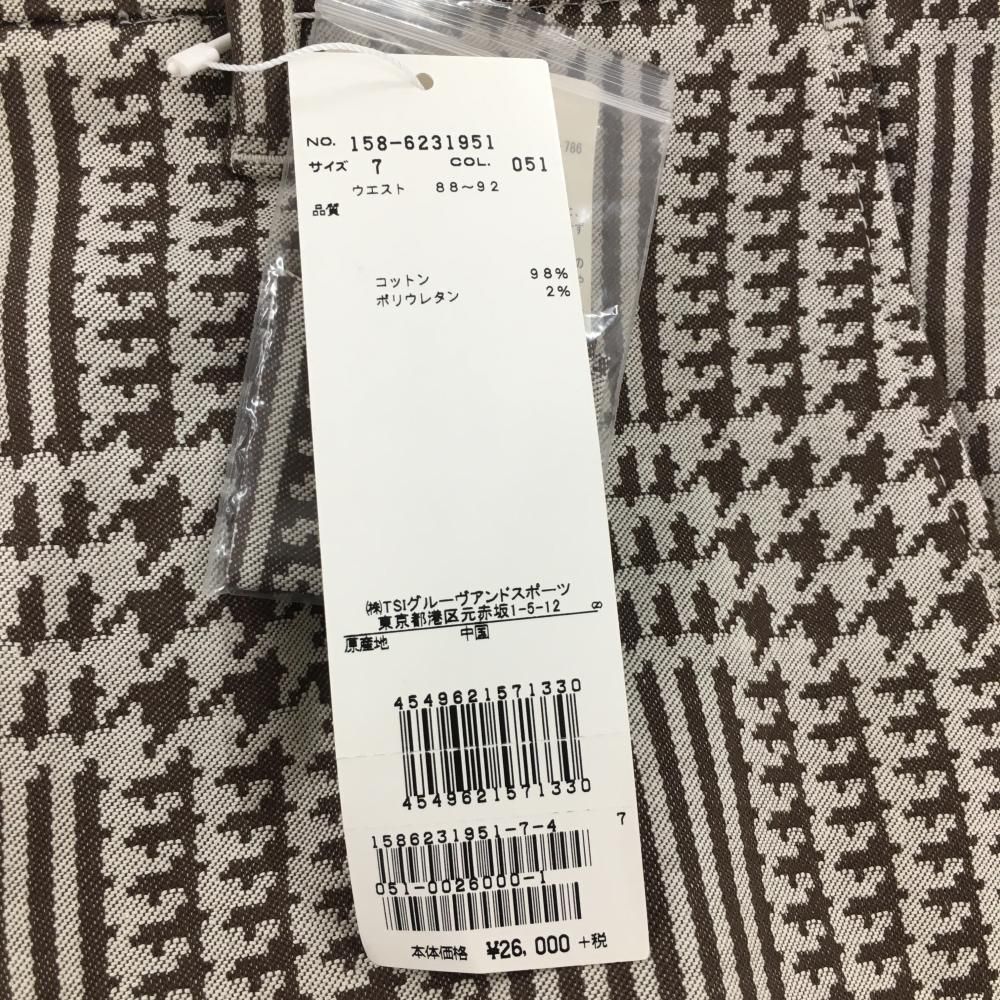 NO. 158-6231951
サイズ 7 COL. 051
ウエスト 88～92
品質
コットン 98%
ポリウレタン 2%
㈱TSIグルーヴアンドスポーツ
東京都港区元赤坂1-5-12
原産地 中国
4549621571330
4549621571330
1586231951-7-4 7
051-0026000-1
本体価格 ¥26,000 +税
-786
す
の